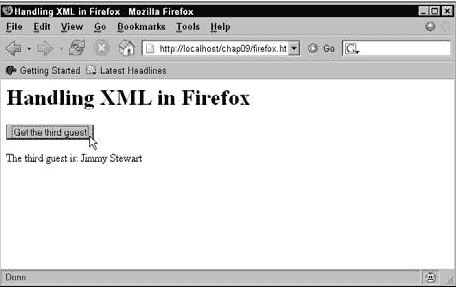 Handling XML in Firefox - Mozilla Firefox
File Edit View Go Bookmarks Tools Help
http://localhost/chap09/firefox.ht Go G
Getting Started Latest Headlines
Handling XML in Firefox
Get the third guest
The third guest is: Jimmy Stewart
Done